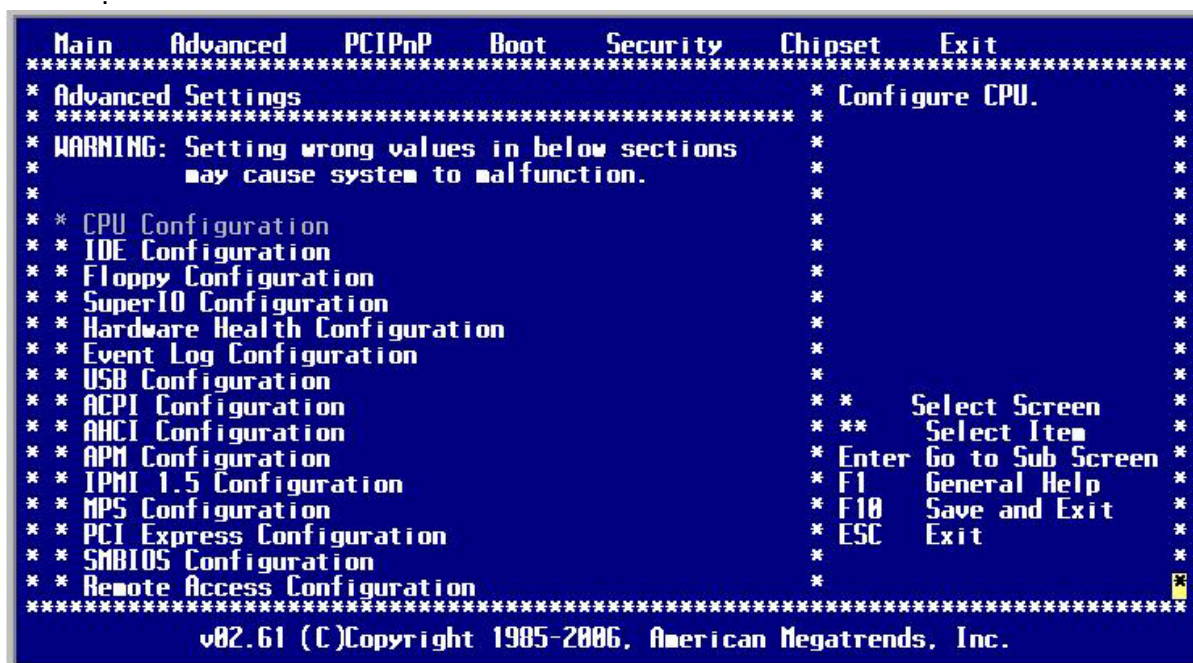 Main Advanced PCIPnP Boot Security Chipset Exit
********************************************************************************
* Advanced Settings * Configure CPU. *
* *************************************************** * *
* WARNING: Setting wrong values in below sections * *
* may cause system to malfunction. * *
* * *
* * CPU Configuration * *
* * IDE Configuration * *
* * Floppy Configuration * *
* * SuperIO Configuration * *
* * Hardware Health Configuration * *
* * Event Log Configuration * *
* * USB Configuration * *
* * ACPI Configuration * * Select Screen *
* * AHCI Configuration * ** Select Item *
* * APM Configuration * Enter Go to Sub Screen *
* * IPMI 1.5 Configuration * F1 General Help *
* * MPS Configuration * F10 Save and Exit *
* * PCI Express Configuration * ESC Exit *
* * SMBIOS Configuration * *
* * Remote Access Configuration * *
********************************************************************************
v02.61 (C)Copyright 1985-2006, American Megatrends, Inc.